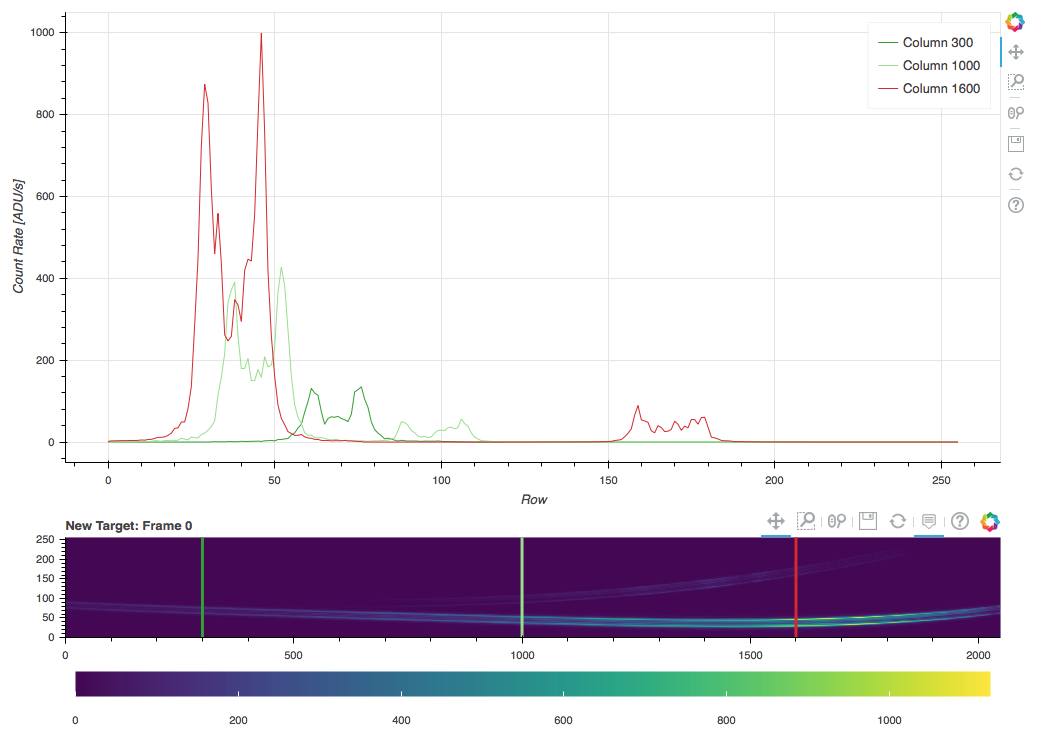 1000
800
600
400
200
0
Count Rate [ADU/s]
Column 300
Column 1000
Column 1600
0 50 100 150 200 250
Row
New Target: Frame 0
250
200
150
100
50
0
0 500 1000 1500 2000
0 200 400 600 800 1000